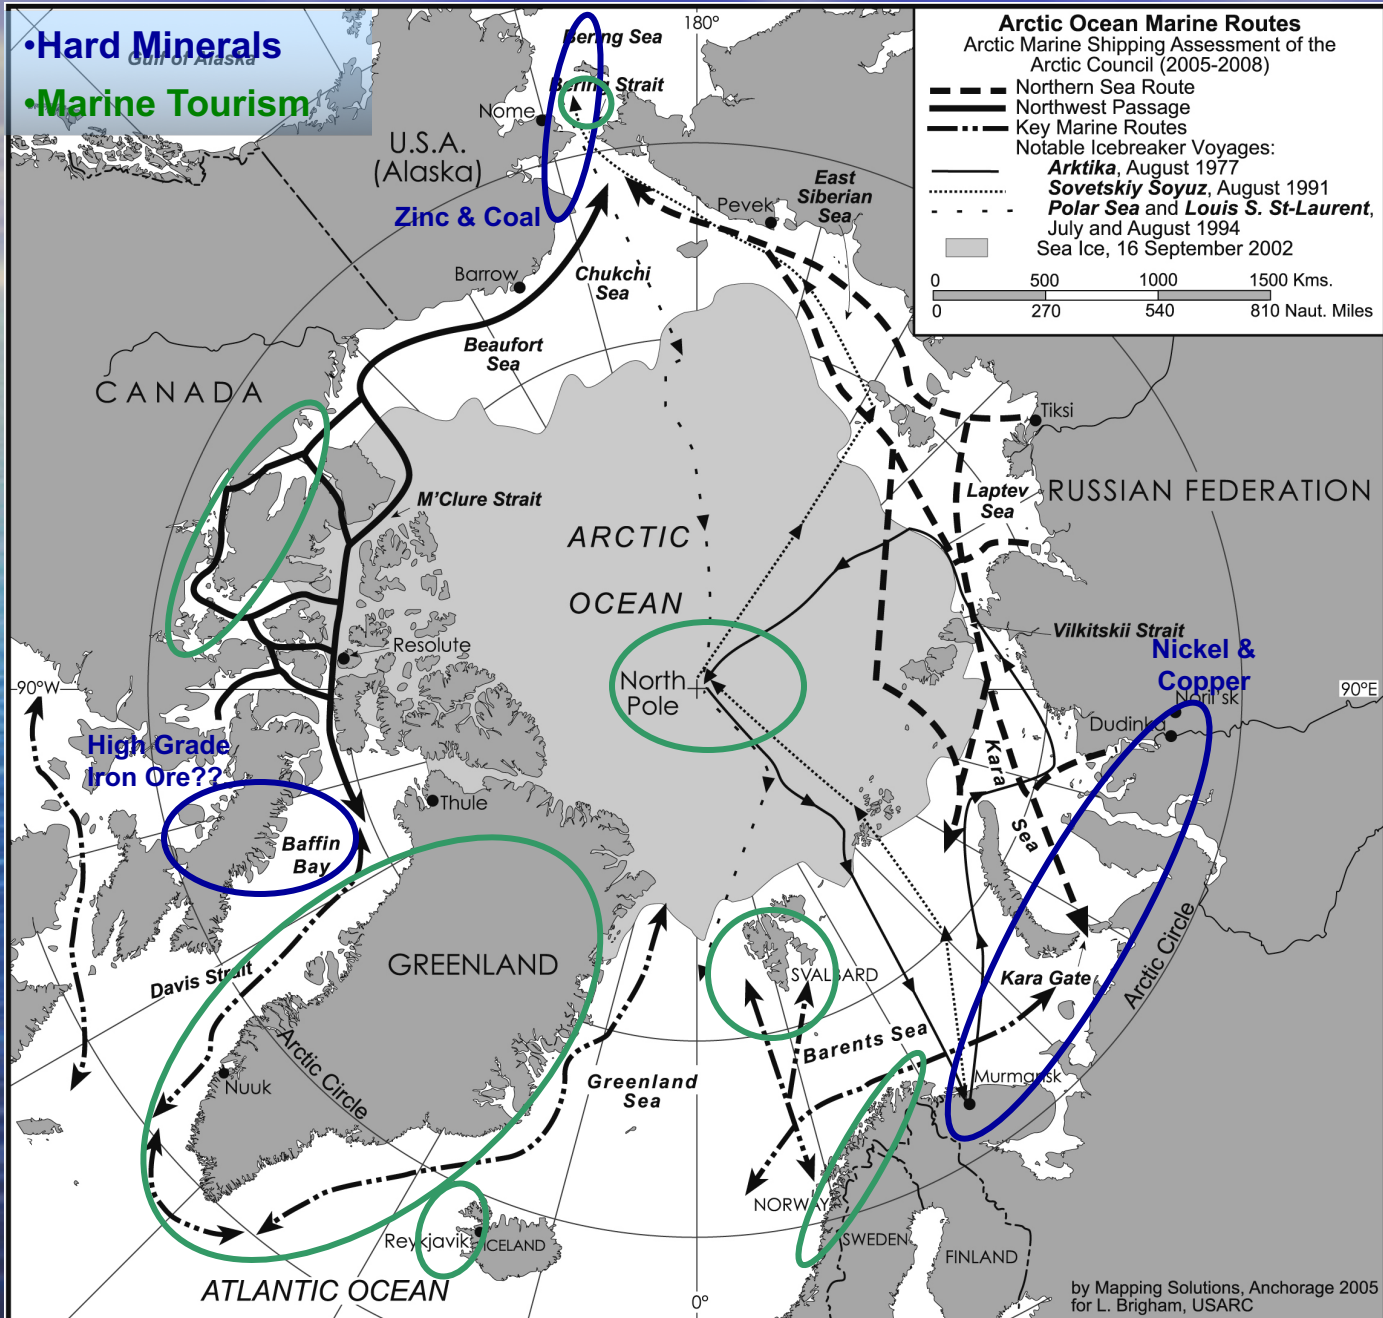 •Hard Minerals
Gulf of Alaska
•Marine Tourism
180°
Bering Sea
Bering Strait
Nome
U.S.A.
(Alaska)
Zinc & Coal
Arctic Ocean Marine Routes
Arctic Marine Shipping Assessment of the
Arctic Council (2005-2008)
Northern Sea Route
Northwest Passage
Key Marine Routes
Notable Icebreaker Voyages:
Arktika, August 1977
Sovetskiy Soyuz, August 1991
Polar Sea and Louis S. St-Laurent,
July and August 1994
Sea Ice, 16 September 2002
0 500 1000 1500 Kms.
0 270 540 810 Naut. Miles
East
Siberian
Sea
Pevek
Barrow
Chukchi
Sea
Beaufort
Sea
CANADA
Tiksi
M'Clure Strait
Laptev
Sea
RUSSIAN FEDERATION
ARCTIC
OCEAN
Vilkitskii Strait
Resolute
Nickel &
Copper
North
Pole
90°W
90°E
Noril'sk
Dudinka
High Grade
Iron Ore??
Kara
Sea
Thule
Baffin
Bay
Arctic Circle
GREENLAND
Davis Strait
SVALBARD
Kara Gate
Barents Sea
Arctic Circle
Nuuk
Greenland
Sea
Murmansk
NORWAY
Reykjavik
ICELAND
SWEDEN
FINLAND
ATLANTIC OCEAN
0°
by Mapping Solutions, Anchorage 2005
for L. Brigham, USARC